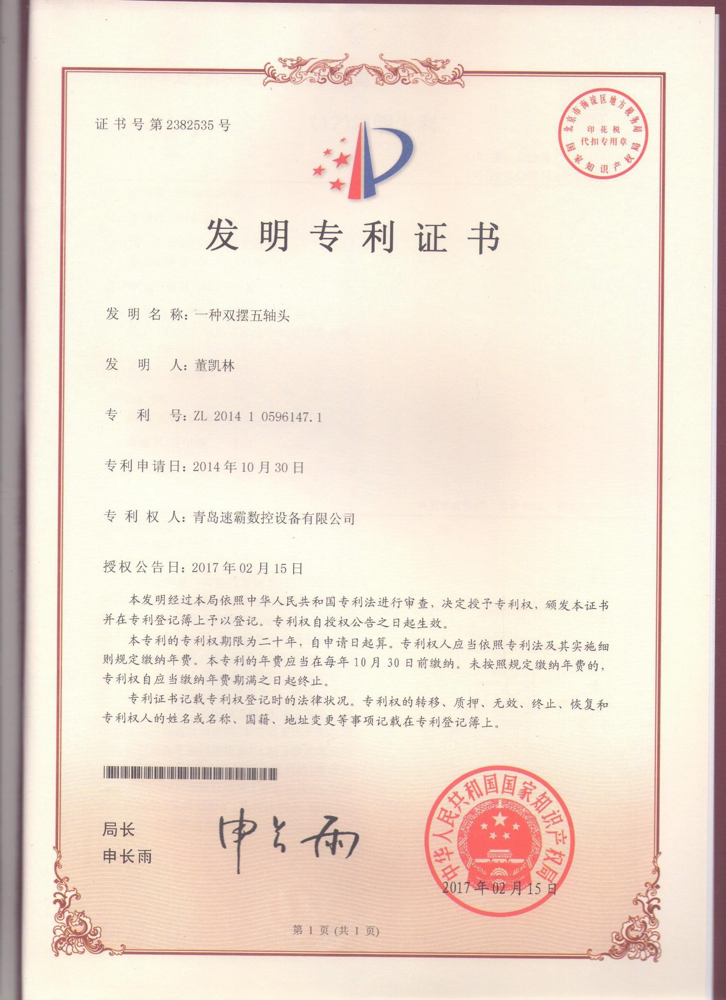 证书号第2382535号
北京市海淀区地方税务局
印花税
代扣专用章
国家知识产权局
发明专利证书
发明名称：一种双摆五轴头
发明人：董凯林
专利号：ZL 2014 1 0596147.1
专利申请日：2014年10月30日
专利权人：青岛速霸数控设备有限公司
授权公告日：2017年02月15日
本发明经过本局依照中华人民共和国专利法进行审查，决定授予专利权，颁发本证书
并在专利登记簿上予以登记。专利权自授权公告之日起生效。
本专利的专利权期限为二十年，自申请日起算。专利权人应当依照专利法及其实施细
则规定缴纳年费。本专利的年费应当在每年10月30日前缴纳。未按照规定缴纳年费的，
专利权自应当缴纳年费期满之日起终止。
专利证书记载专利权登记时的法律状况。专利权的转移、质押、无效、终止、恢复和
专利权人的姓名或名称、国籍、地址变更等事项记载在专利登记簿上。
局长
申长雨
申长雨
中华人民共和国国家知识产权局
2017年02月15日
第 1 页 (共 1 页)